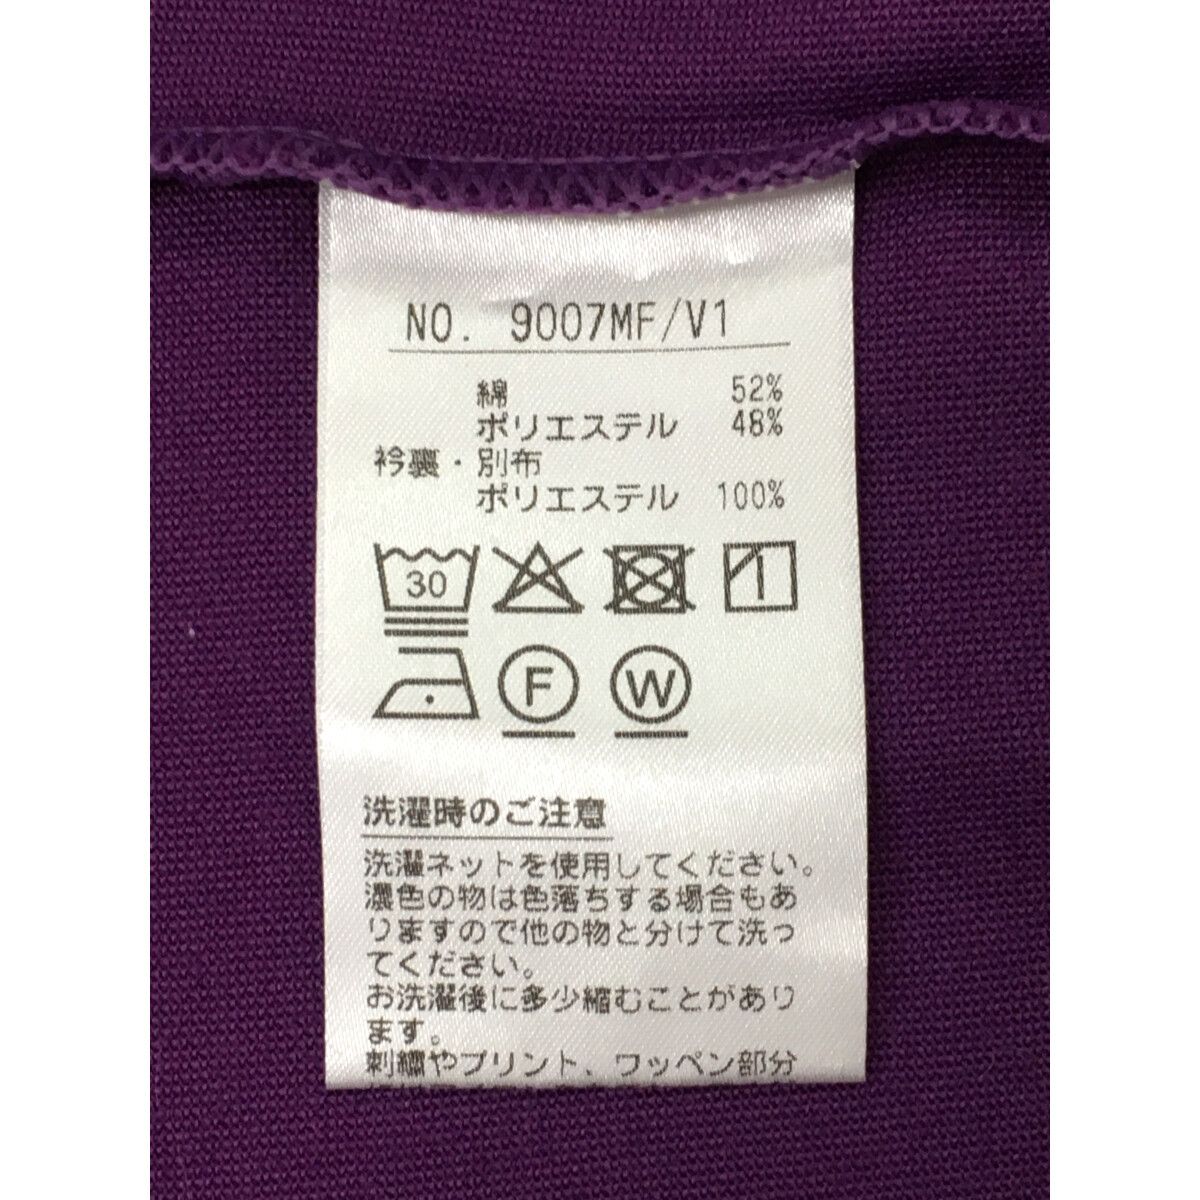 NO. 9007MF/V1
綿 52%
ポリエステル 48%
衿裏・別布
ポリエステル 100%
30
F W
洗濯時のご注意
洗濯ネットを使用してください。
濃色の物は色落ちする場合もあ
りますので他の物と分けて洗っ
てください。
お洗濯後に多少縮むことがあり
ます。
刺繍やプリント、ワッペン部分